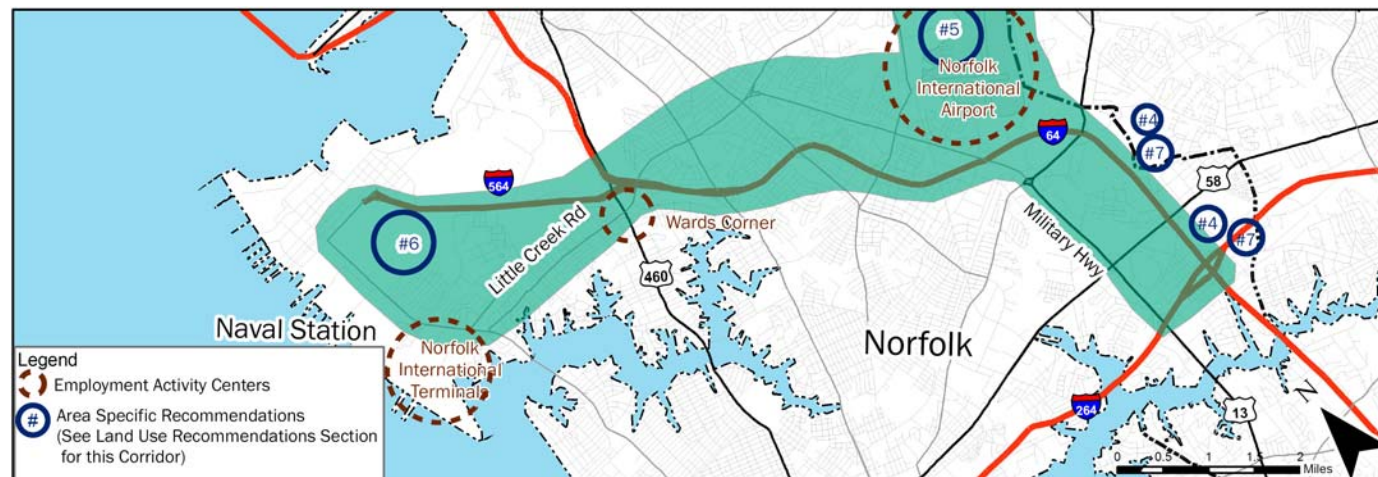 #5
Norfolk
International
Airport
#4
#7
64
58
564
#6
Little Creek Rd
Wards Corner
Military Hwy
#4
#7
460
Naval Station
Norfolk
International
Terminals
Norfolk
264
13
N
0 0.5 1 1.5 2
Miles
Legend
Employment Activity Centers
# Area Specific Recommendations
(See Land Use Recommendations Section
for this Corridor)